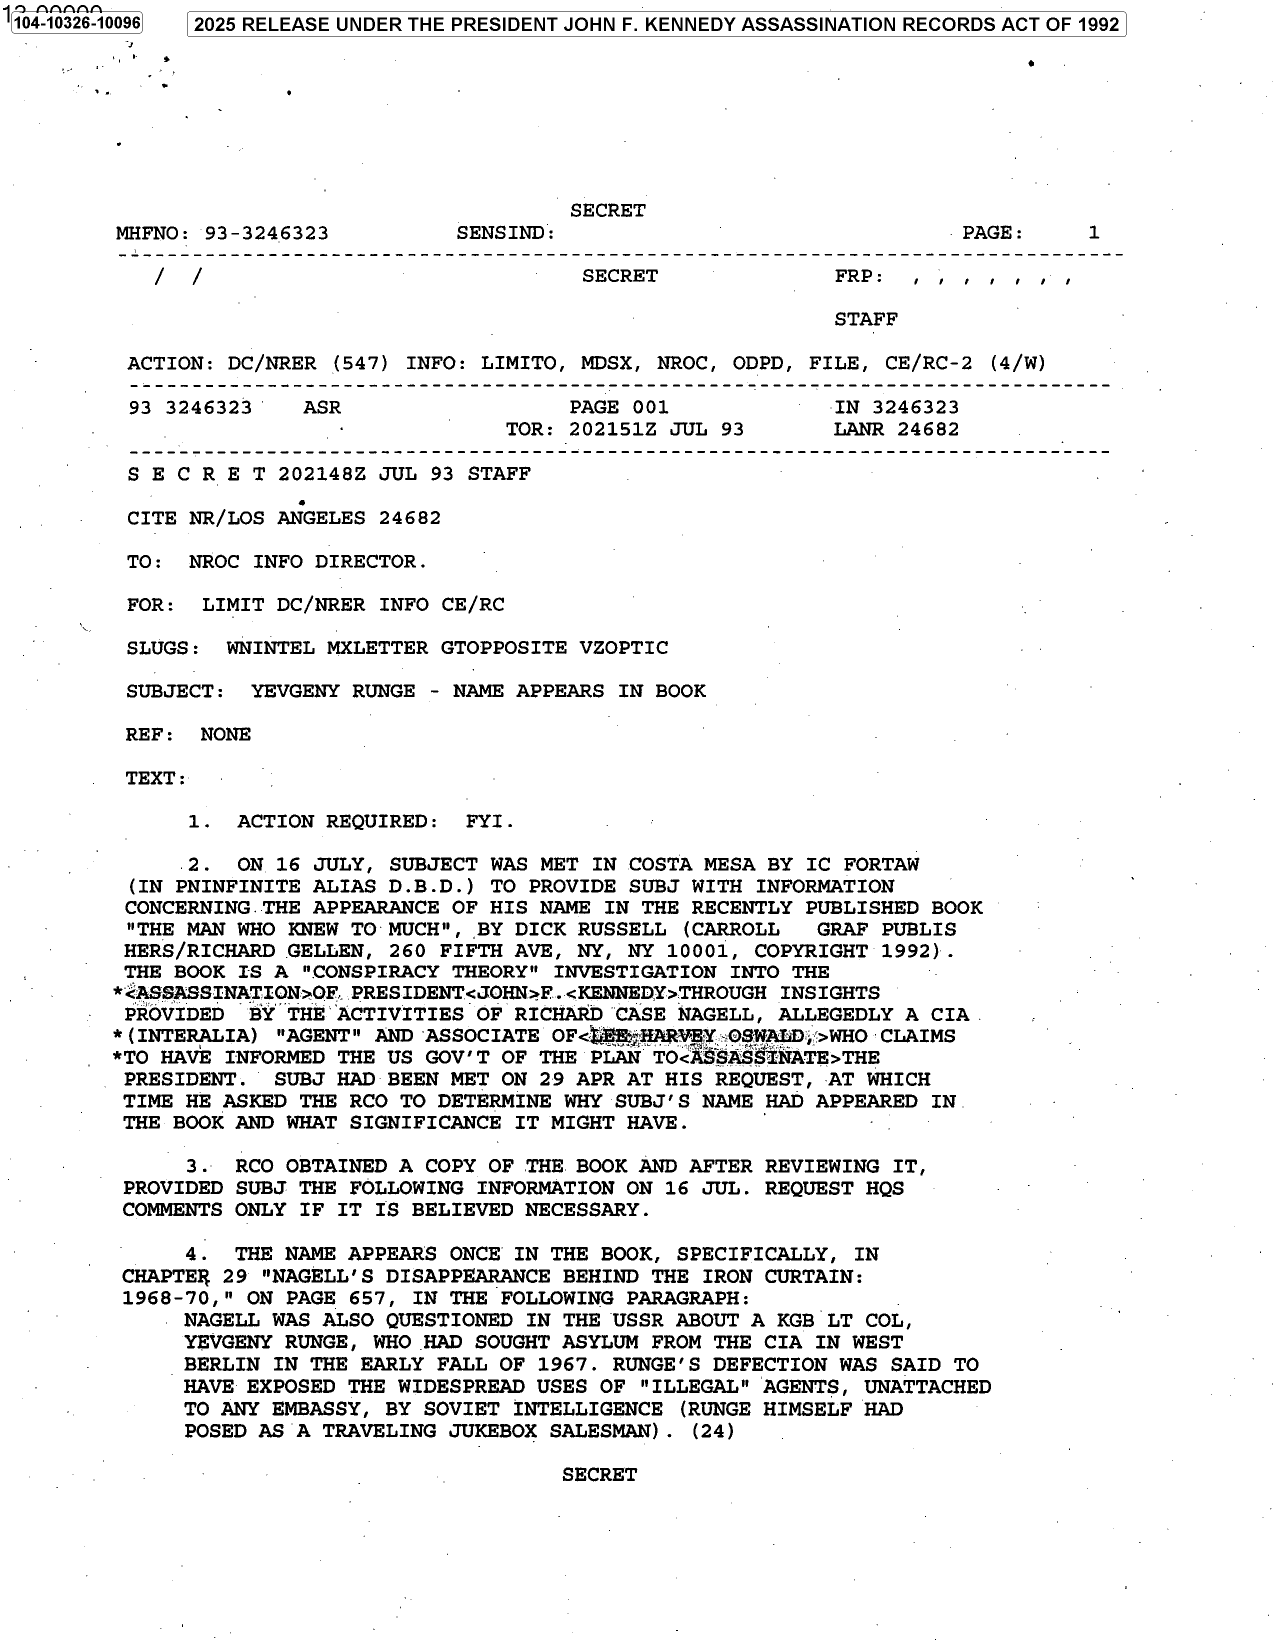 104-10326-10096
2025 RELEASE UNDER THE PRESIDENT JOHN F. KENNEDY ASSASSINATION RECORDS ACT OF 1992
SECRET
MHFNO: 93-3246323 SENSIND: PAGE: 1
/ / SECRET FRP: , , , , , , ,
STAFF
ACTION: DC/NRER (547) INFO: LIMITO, MDSX, NROC, ODPD, FILE, CE/RC-2 (4/W)
93 3246323 ASR PAGE 001 IN 3246323
TOR: 202151Z JUL 93 LANR 24682
S E C R E T 202148Z JUL 93 STAFF
CITE NR/LOS ANGELES 24682
TO: NROC INFO DIRECTOR.
FOR: LIMIT DC/NRER INFO CE/RC
SLUGS: WNINTEL MXLETTER GTOPPOSITE VZOPTIC
SUBJECT: YEVGENY RUNGE - NAME APPEARS IN BOOK
REF: NONE
TEXT:
1. ACTION REQUIRED: FYI.
2. ON 16 JULY, SUBJECT WAS MET IN COSTA MESA BY IC FORTAW
(IN PNINFINITE ALIAS D.B.D.) TO PROVIDE SUBJ WITH INFORMATION
CONCERNING THE APPEARANCE OF HIS NAME IN THE RECENTLY PUBLISHED BOOK
"THE MAN WHO KNEW TO MUCH", BY DICK RUSSELL (CARROLL GRAF PUBLIS
HERS/RICHARD GELLEN, 260 FIFTH AVE, NY, NY 10001, COPYRIGHT 1992).
THE BOOK IS A "CONSPIRACY THEORY" INVESTIGATION INTO THE
*<ASSASSINATION>OF PRESIDENT<JOHN>F.<KENNEDY>THROUGH INSIGHTS
PROVIDED BY THE ACTIVITIES OF RICHARD CASE NAGELL, ALLEGEDLY A CIA
*(INTERALIA) "AGENT" AND ASSOCIATE OF<LEE HARVEY OSWALD,>WHO CLAIMS
*TO HAVE INFORMED THE US GOV'T OF THE PLAN TO<ASSASSINATE>THE
PRESIDENT. SUBJ HAD BEEN MET ON 29 APR AT HIS REQUEST, AT WHICH
TIME HE ASKED THE RCO TO DETERMINE WHY SUBJ'S NAME HAD APPEARED IN
THE BOOK AND WHAT SIGNIFICANCE IT MIGHT HAVE.
3. RCO OBTAINED A COPY OF THE BOOK AND AFTER REVIEWING IT,
PROVIDED SUBJ THE FOLLOWING INFORMATION ON 16 JUL. REQUEST HQS
COMMENTS ONLY IF IT IS BELIEVED NECESSARY.
4. THE NAME APPEARS ONCE IN THE BOOK, SPECIFICALLY, IN
CHAPTER 29 "NAGELL'S DISAPPEARANCE BEHIND THE IRON CURTAIN:
1968-70," ON PAGE 657, IN THE FOLLOWING PARAGRAPH:
NAGELL WAS ALSO QUESTIONED IN THE USSR ABOUT A KGB LT COL,
YEVGENY RUNGE, WHO HAD SOUGHT ASYLUM FROM THE CIA IN WEST
BERLIN IN THE EARLY FALL OF 1967. RUNGE'S DEFECTION WAS SAID TO
HAVE EXPOSED THE WIDESPREAD USES OF "ILLEGAL" AGENTS, UNATTACHED
TO ANY EMBASSY, BY SOVIET INTELLIGENCE (RUNGE HIMSELF HAD
POSED AS A TRAVELING JUKEBOX SALESMAN). (24)
SECRET